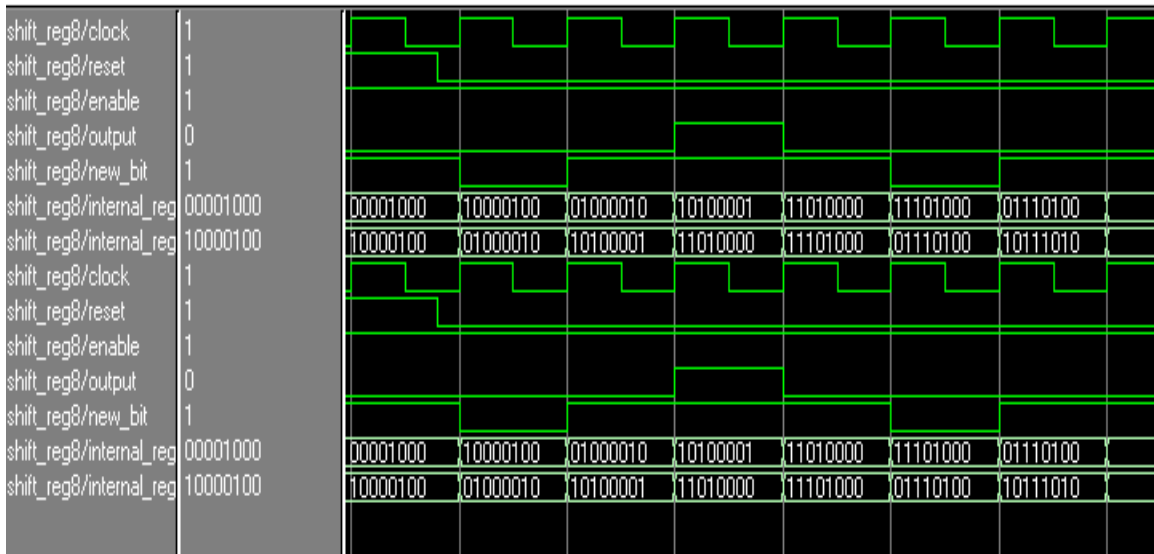 shift_reg8/clock 1
shift_reg8/reset 1
shift_reg8/enable 1
shift_reg8/output 0
shift_reg8/new_bit 1
shift_reg8/internal_reg 00001000 00001000 10000100 01000010 10100001 11010000 11101000 01110100
shift_reg8/internal_reg 10000100 10000100 01000010 10100001 11010000 11101000 01110100 10111010
shift_reg8/clock 1
shift_reg8/reset 1
shift_reg8/enable 1
shift_reg8/output 0
shift_reg8/new_bit 1
shift_reg8/internal_reg 00001000 00001000 10000100 01000010 10100001 11010000 11101000 01110100
shift_reg8/internal_reg 10000100 10000100 01000010 10100001 11010000 11101000 01110100 10111010